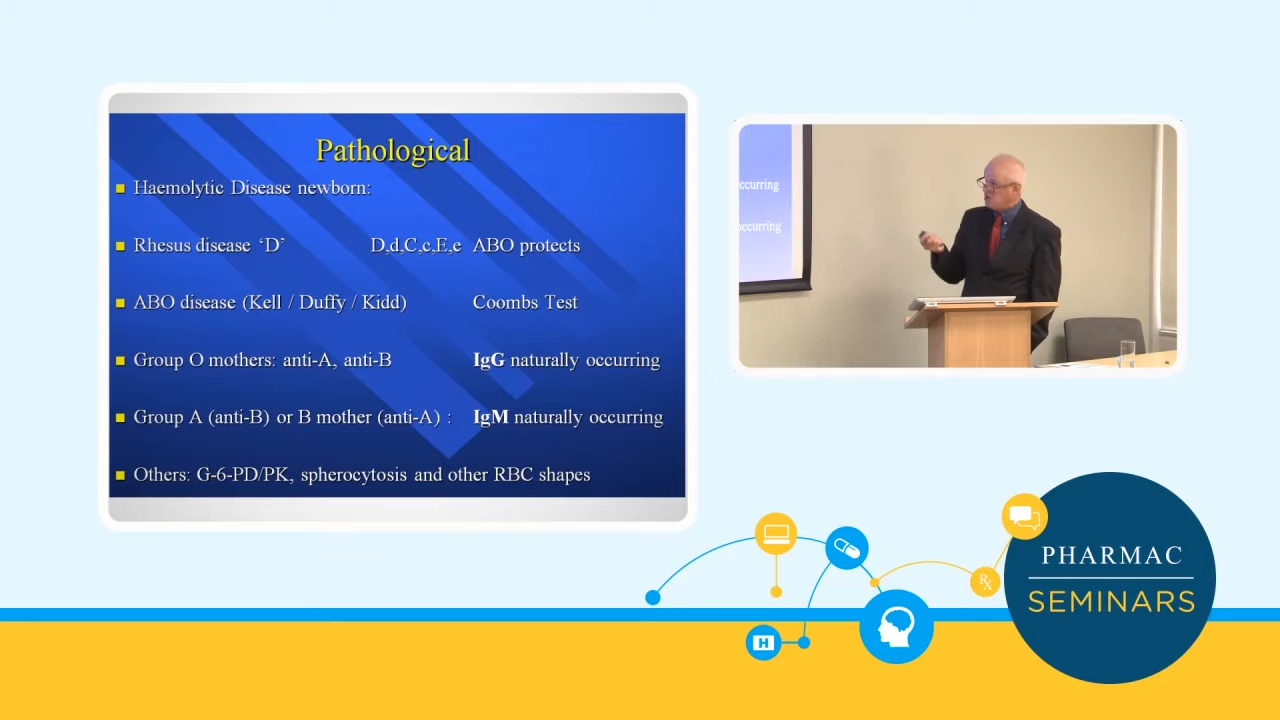 Pathological
Haemolytic Disease newborn:
Rhesus disease ‘D’ D,d,C,c,E,e ABO protects
ABO disease (Kell / Duffy / Kidd) Coombs Test
Group O mothers: anti-A, anti-B IgG naturally occurring
Group A (anti-B) or B mother (anti-A) : IgM naturally occurring
Others: G-6-PD/PK, spherocytosis and other RBC shapes
ccurring
occurring
H
Rx
PHARMAC
SEMINARS